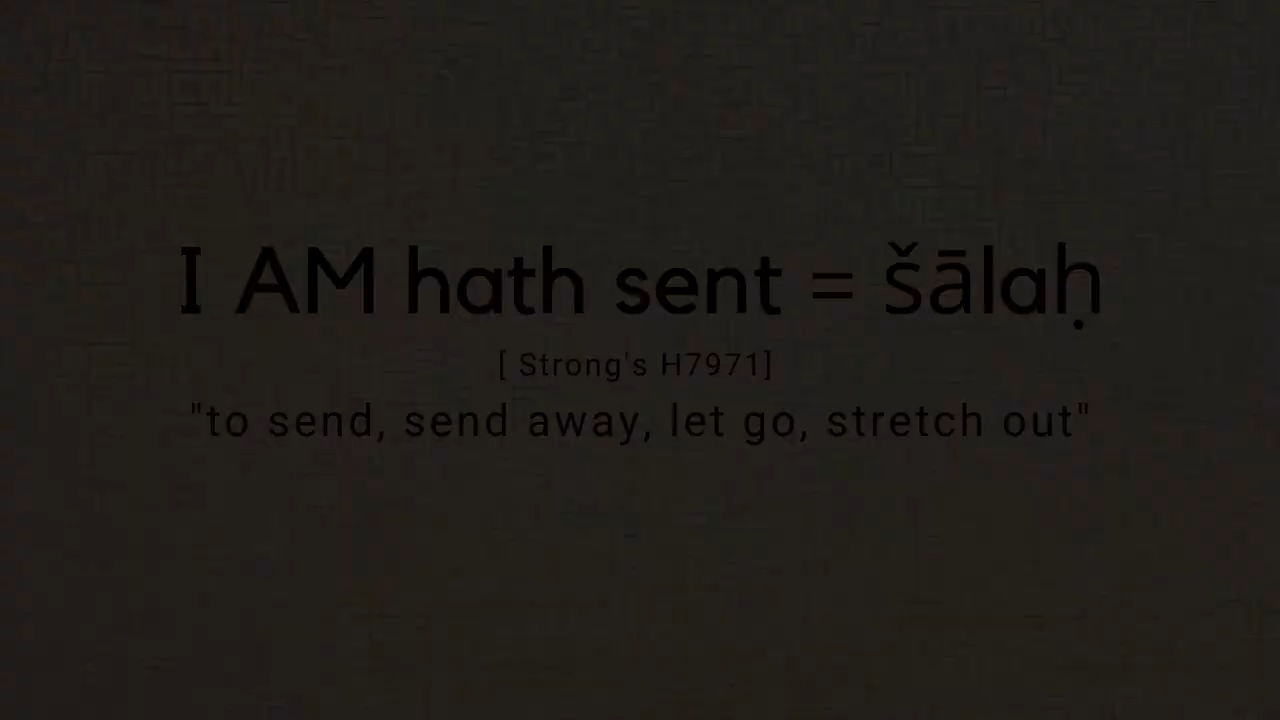 I AM hath sent = šālaḥ
[ Strong's H7971]
"to send, send away, let go, stretch out"